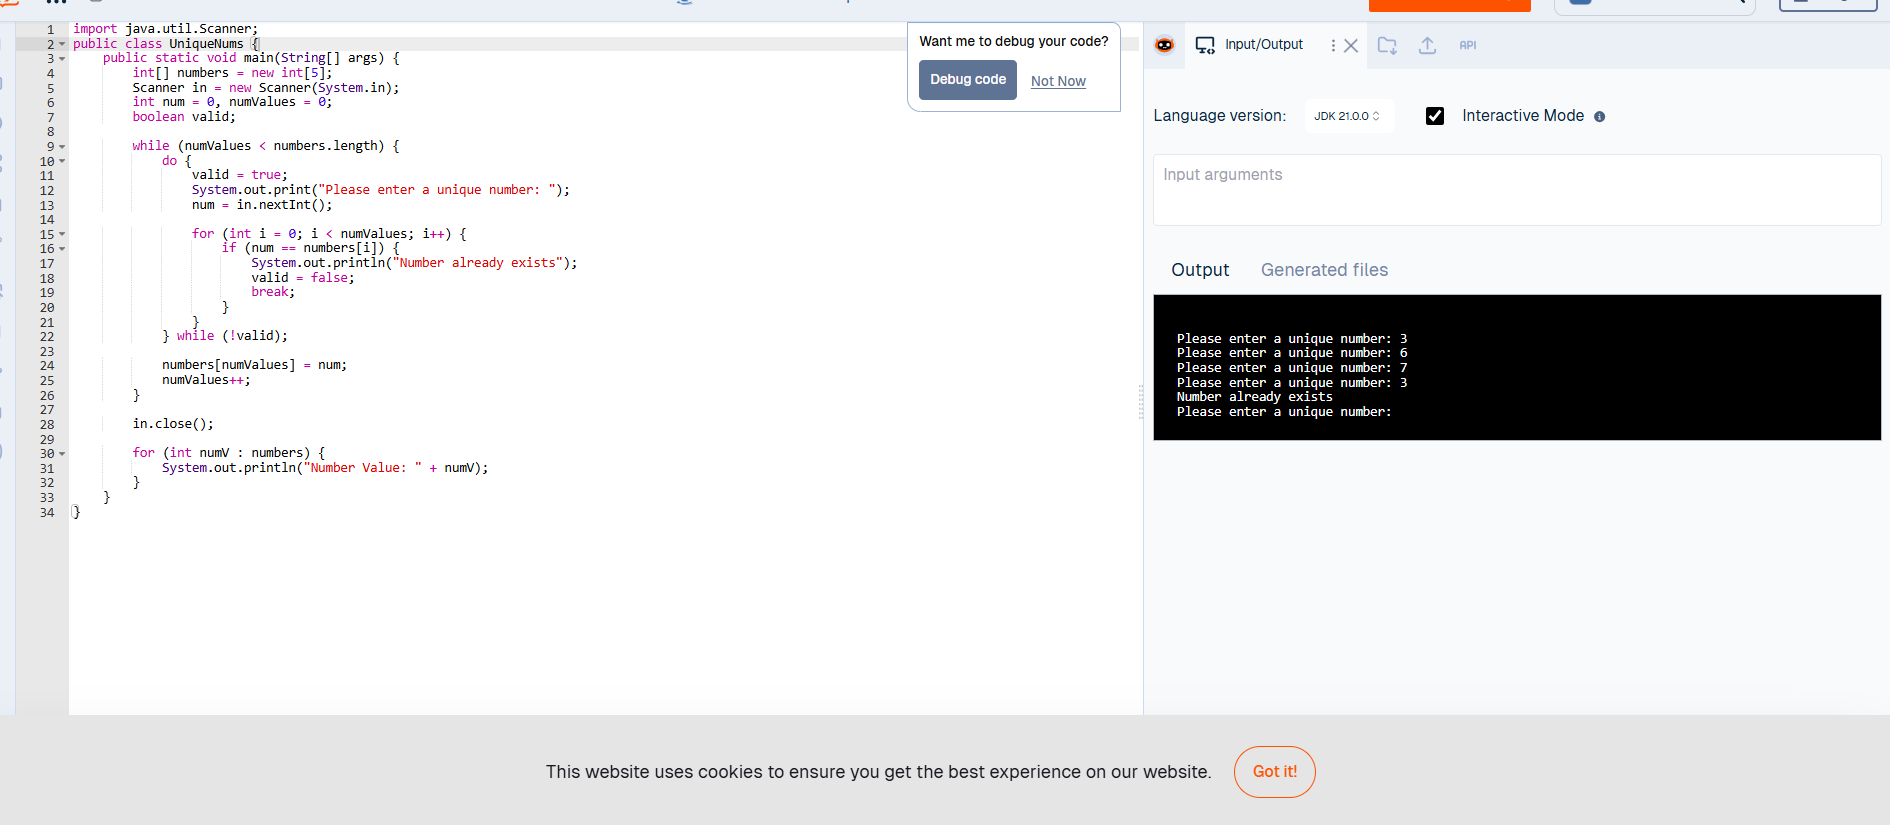 Want me to debug your code?
Debug code
Not Now
1 import java.util.Scanner;
2 public class UniqueNums {
3     public static void main(String[] args) {
4         int[] numbers = new int[5];
5         Scanner in = new Scanner(System.in);
6         int num = 0, numValues = 0;
7         boolean valid;
8
9         while (numValues < numbers.length) {
10             do {
11                 valid = true;
12                 System.out.print("Please enter a unique number: ");
13                 num = in.nextInt();
14
15                 for (int i = 0; i < numValues; i++) {
16                     if (num == numbers[i]) {
17                         System.out.println("Number already exists");
18                         valid = false;
19                         break;
20                     }
21                 }
22             } while (!valid);
23
24             numbers[numValues] = num;
25             numValues++;
26         }
27
28         in.close();
29
30         for (int numV : numbers) {
31             System.out.println("Number Value: " + numV);
32         }
33     }
34 }
Input/Output
API
Language version:
JDK 21.0.0
Interactive Mode
Input arguments
Output
Generated files
Please enter a unique number: 3
Please enter a unique number: 6
Please enter a unique number: 7
Please enter a unique number: 3
Number already exists
Please enter a unique number:
This website uses cookies to ensure you get the best experience on our website.
Got it!